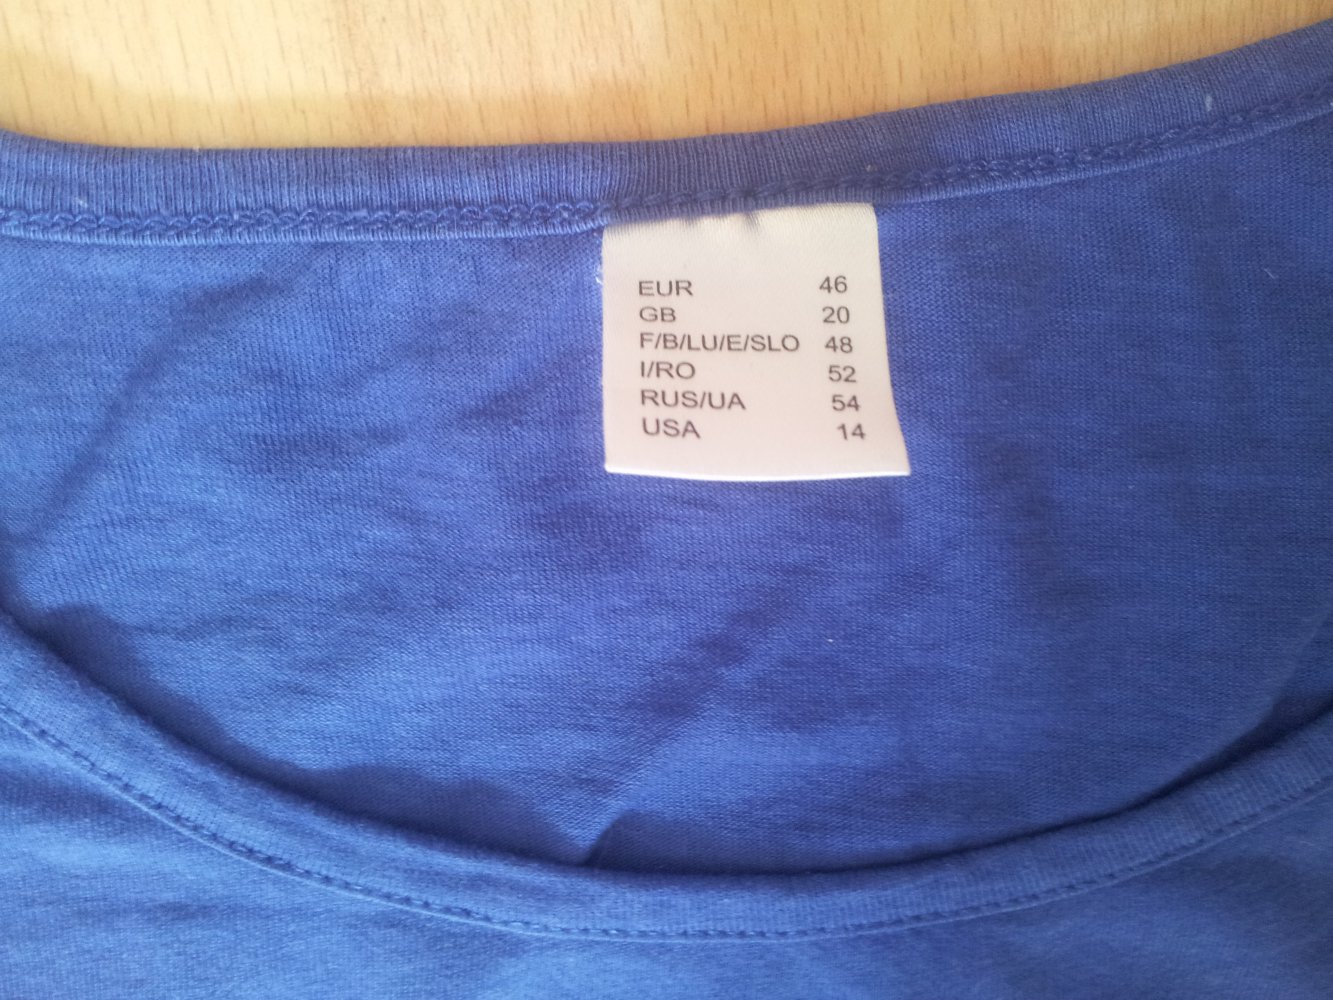 EUR 46
GB 20
F/B/LU/E/SLO 48
I/RO 52
RUS/UA 54
USA 14